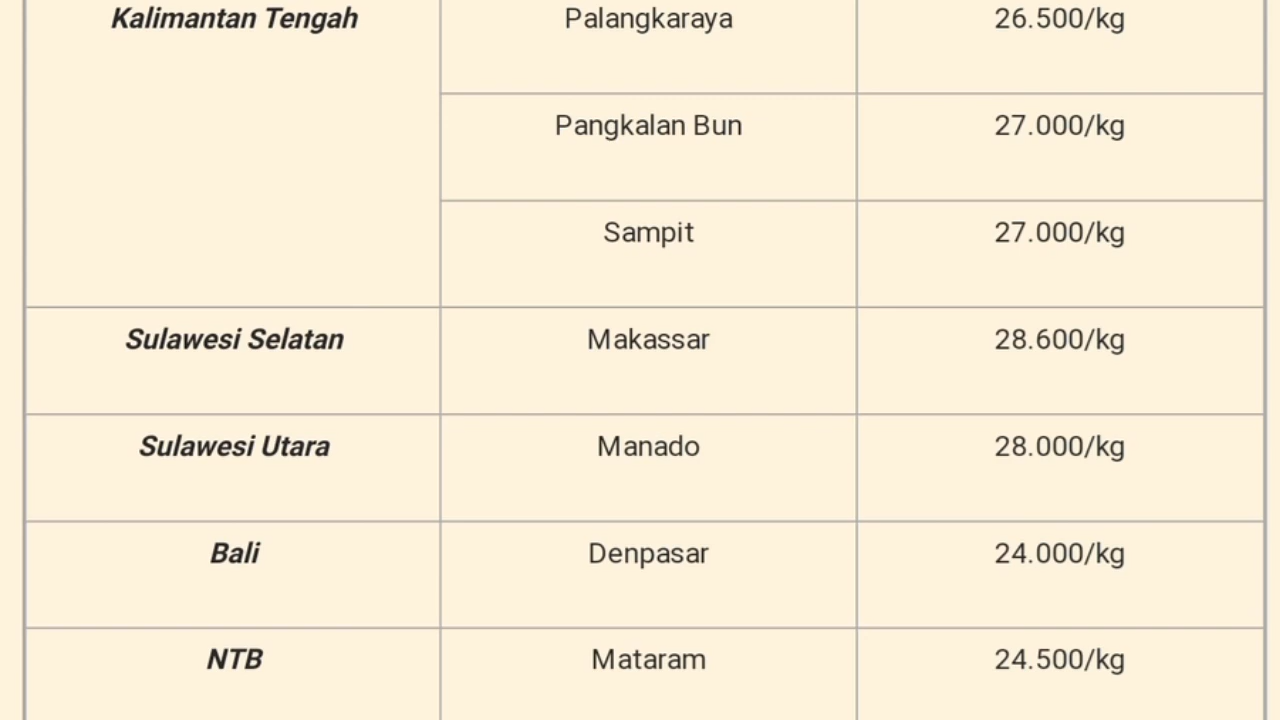 Kalimantan Tengah Palangkaraya 26.500/kg
Pangkalan Bun 27.000/kg
Sampit 27.000/kg
Sulawesi Selatan Makassar 28.600/kg
Sulawesi Utara Manado 28.000/kg
Bali Denpasar 24.000/kg
NTB Mataram 24.500/kg